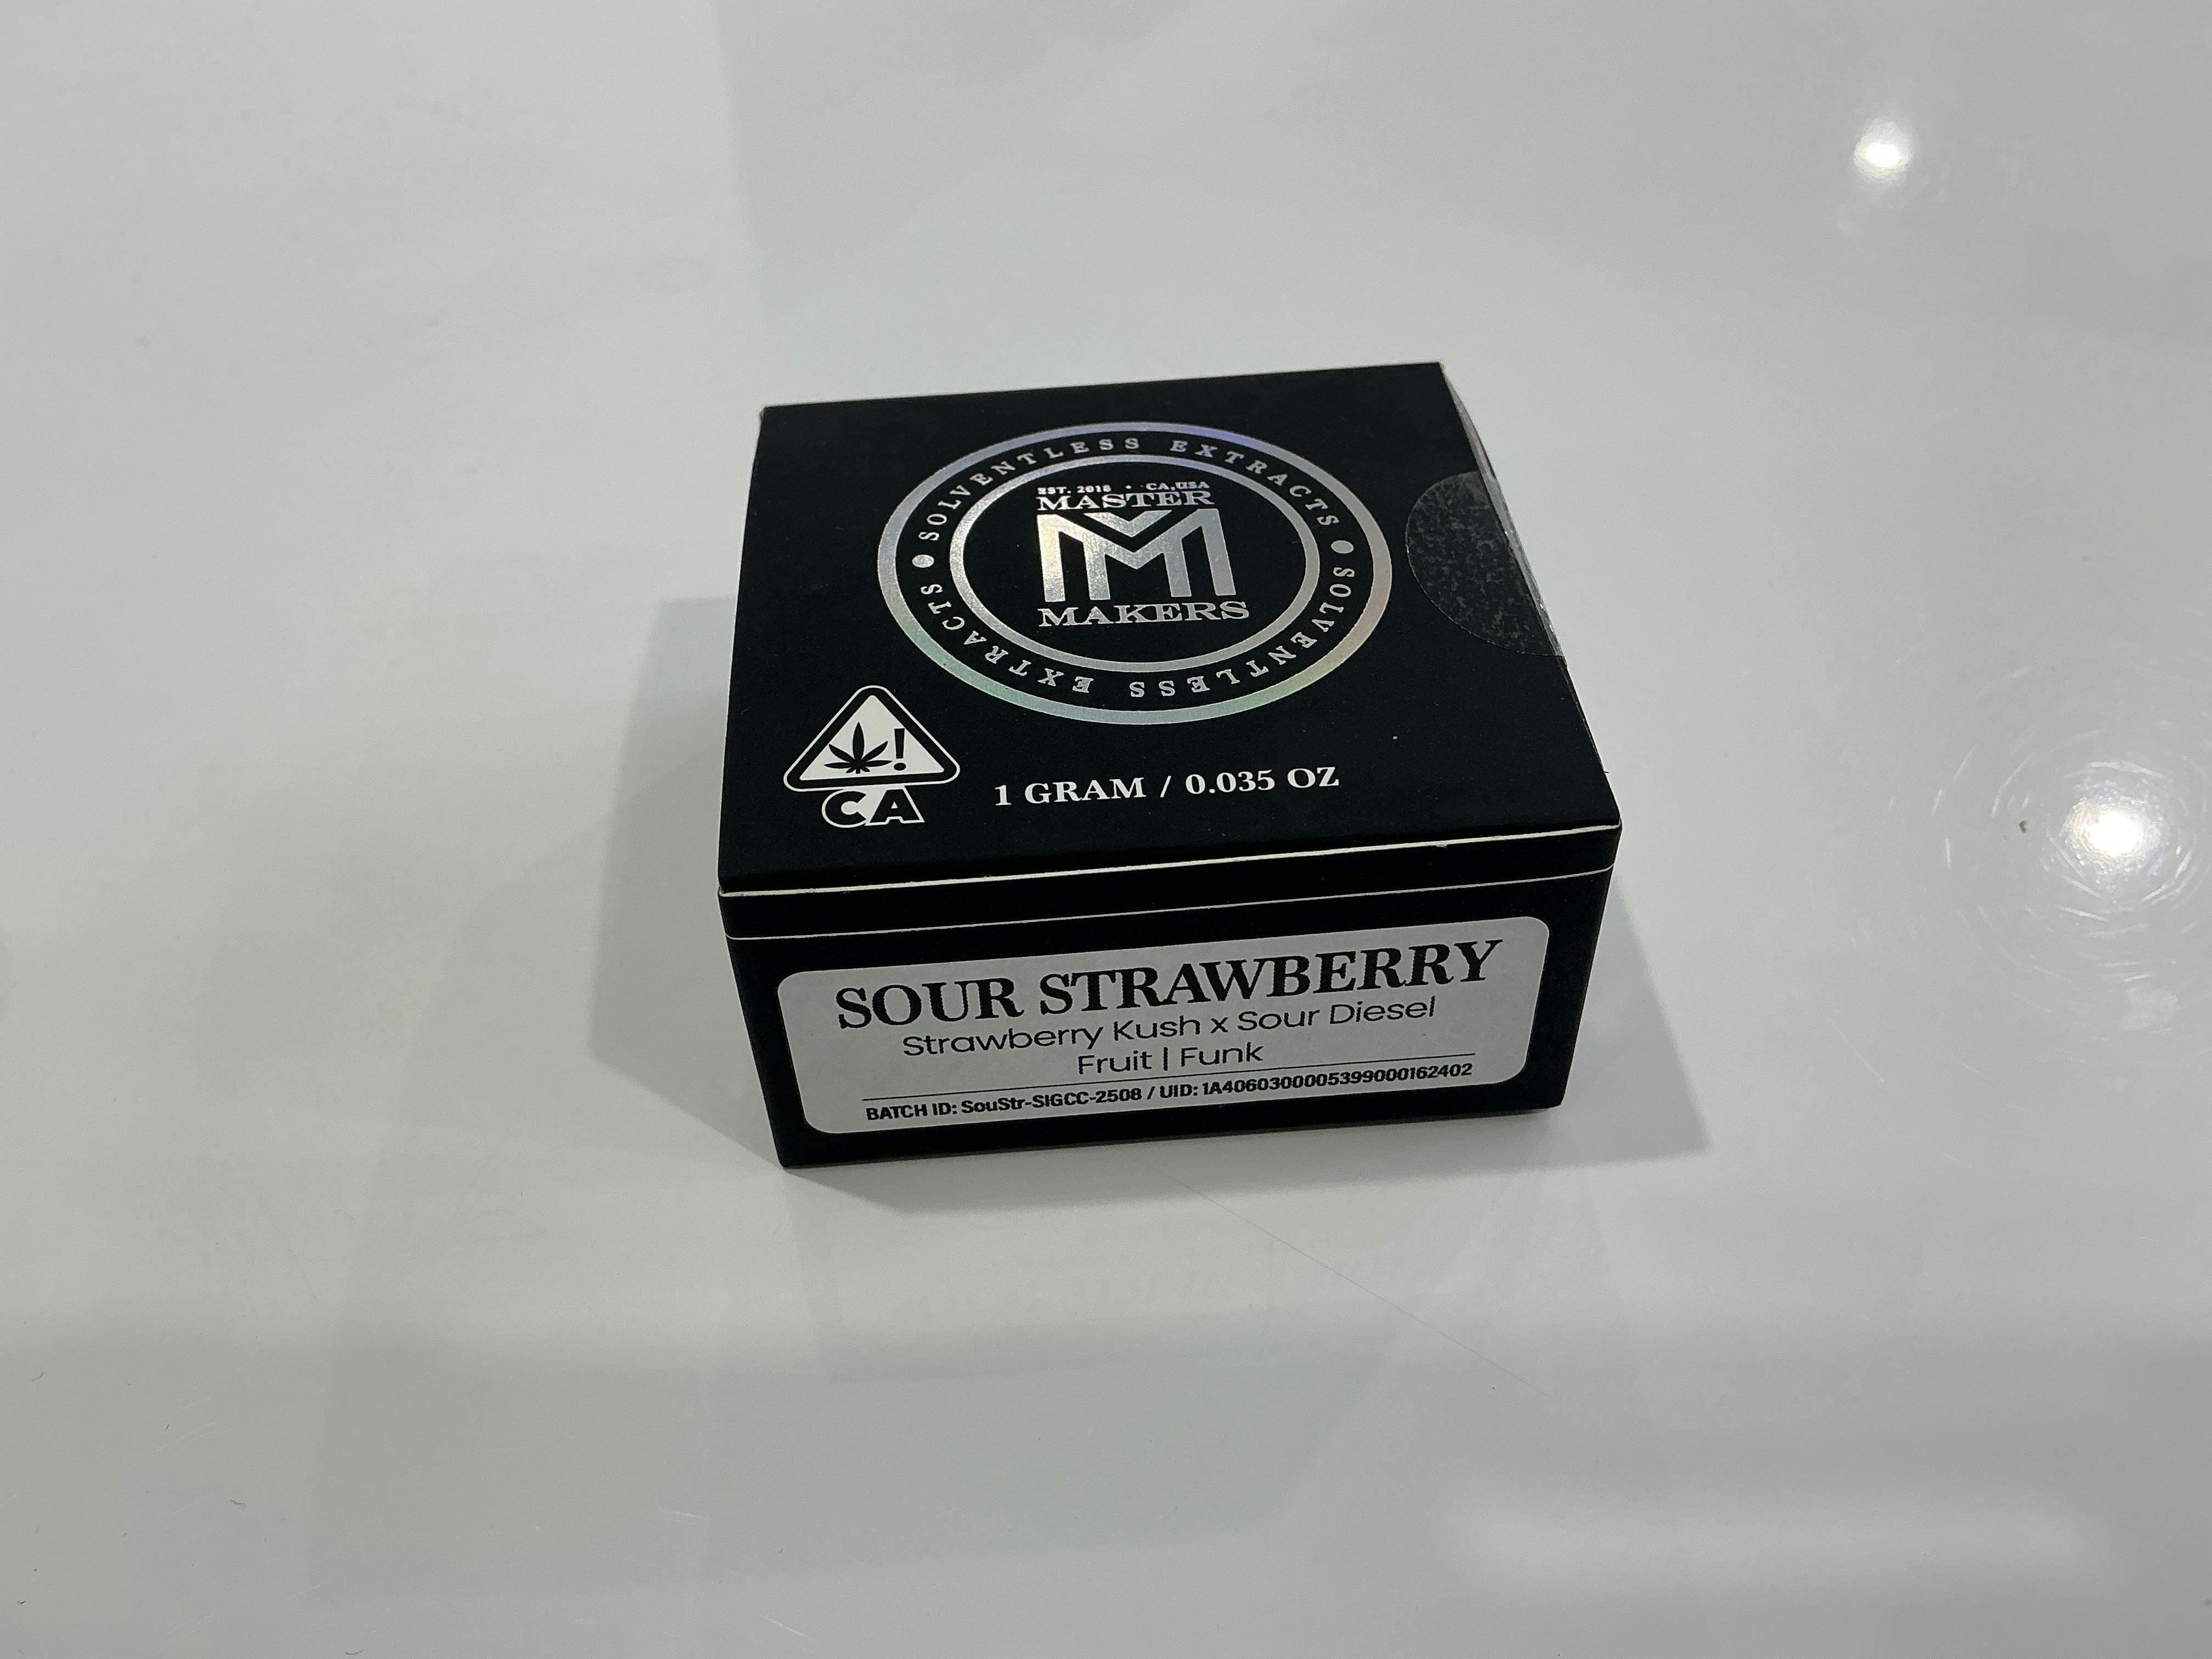 SOLVENTLESS EXTRACTS • SOLVENTLESS EXTRACTS •
EST. 2018 • CA, USA
MASTER
MM
MAKERS
!
CA
1 GRAM / 0.035 OZ
SOUR STRAWBERRY
Strawberry Kush x Sour Diesel
Fruit | Funk
BATCH ID: SouStr-SIGCC-2508 / UID: 1A4060300005399000162402